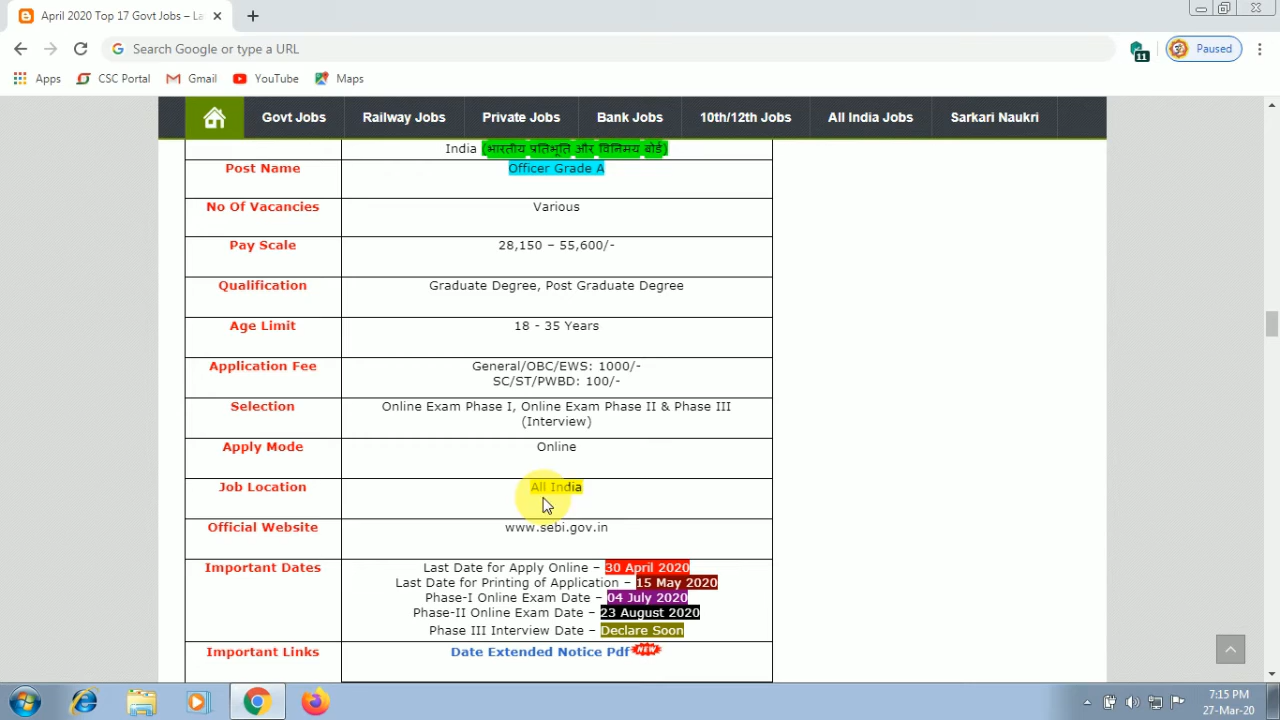 April 2020 Top 17 Govt Jobs – La
Search Google or type a URL
11
Paused
Apps
CSC Portal
Gmail
YouTube
Maps
Govt Jobs
Railway Jobs
Private Jobs
Bank Jobs
10th/12th Jobs
All India Jobs
Sarkari Naukri
India (भारतीय प्रतिभूति और विनिमय बोर्ड)
Post Name
Officer Grade A
No Of Vacancies
Various
Pay Scale
28,150 – 55,600/-
Qualification
Graduate Degree, Post Graduate Degree
Age Limit
18 - 35 Years
Application Fee
General/OBC/EWS: 1000/-
SC/ST/PWBD: 100/-
Selection
Online Exam Phase I, Online Exam Phase II & Phase III
(Interview)
Apply Mode
Online
Job Location
All India
Official Website
www.sebi.gov.in
Important Dates
Last Date for Apply Online – 30 April 2020
Last Date for Printing of Application – 15 May 2020
Phase-I Online Exam Date – 04 July 2020
Phase-II Online Exam Date – 23 August 2020
Phase III Interview Date – Declare Soon
Important Links
Date Extended Notice Pdf NEW
7:15 PM
27-Mar-20